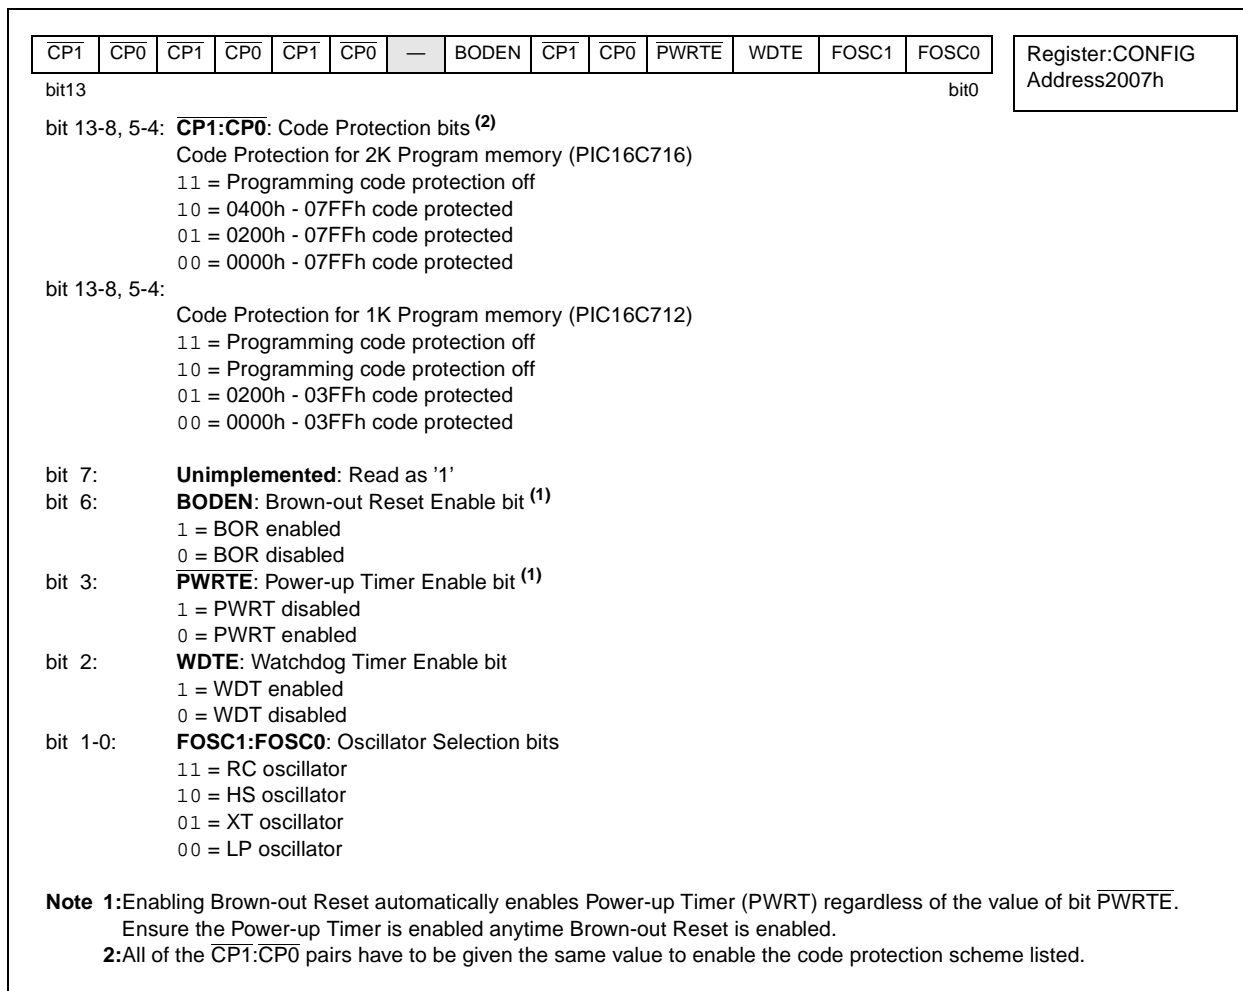 CP1 CP0 CP1 CP0 CP1 CP0 — BODEN CP1 CP0 PWRTE WDTE FOSC1 FOSC0
Register:CONFIG
Address2007h
bit13 bit0
bit 13-8, 5-4: CP1:CP0: Code Protection bits (2)
Code Protection for 2K Program memory (PIC16C716)
11 = Programming code protection off
10 = 0400h - 07FFh code protected
01 = 0200h - 07FFh code protected
00 = 0000h - 07FFh code protected
bit 13-8, 5-4:
Code Protection for 1K Program memory (PIC16C712)
11 = Programming code protection off
10 = Programming code protection off
01 = 0200h - 03FFh code protected
00 = 0000h - 03FFh code protected
bit 7: Unimplemented: Read as '1'
bit 6: BODEN: Brown-out Reset Enable bit (1)
1 = BOR enabled
0 = BOR disabled
bit 3: PWRTE: Power-up Timer Enable bit (1)
1 = PWRT disabled
0 = PWRT enabled
bit 2: WDTE: Watchdog Timer Enable bit
1 = WDT enabled
0 = WDT disabled
bit 1-0: FOSC1:FOSC0: Oscillator Selection bits
11 = RC oscillator
10 = HS oscillator
01 = XT oscillator
00 = LP oscillator
Note 1:Enabling Brown-out Reset automatically enables Power-up Timer (PWRT) regardless of the value of bit PWRTE.
Ensure the Power-up Timer is enabled anytime Brown-out Reset is enabled.
2:All of the CP1:CP0 pairs have to be given the same value to enable the code protection scheme listed.